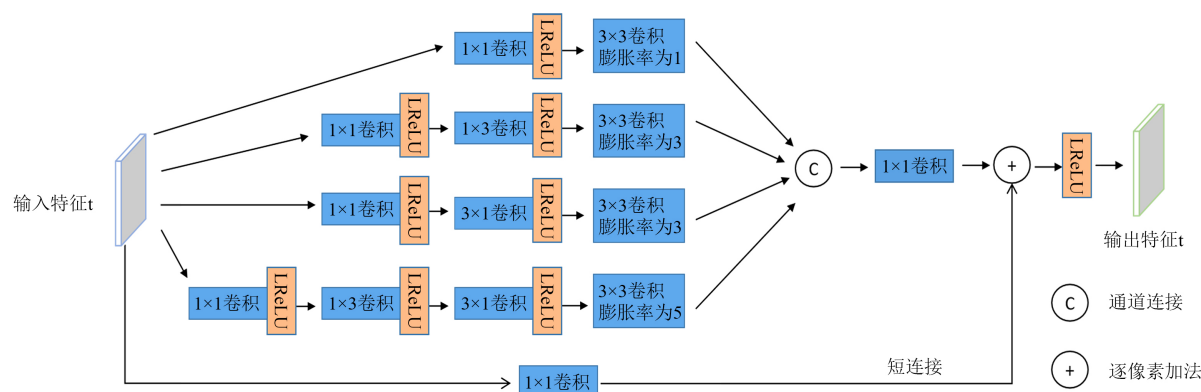 1×1卷积
LReLU
3×3卷积
膨胀率为1
1×1卷积
LReLU
1×3卷积
LReLU
3×3卷积
膨胀率为3
输入特征t
1×1卷积
LReLU
3×1卷积
LReLU
3×3卷积
膨胀率为3
1×1卷积
LReLU
1×3卷积
LReLU
3×1卷积
LReLU
3×3卷积
膨胀率为5
C
1×1卷积
+
LReLU
输出特征t
1×1卷积
短连接
C
通道连接
+
逐像素加法